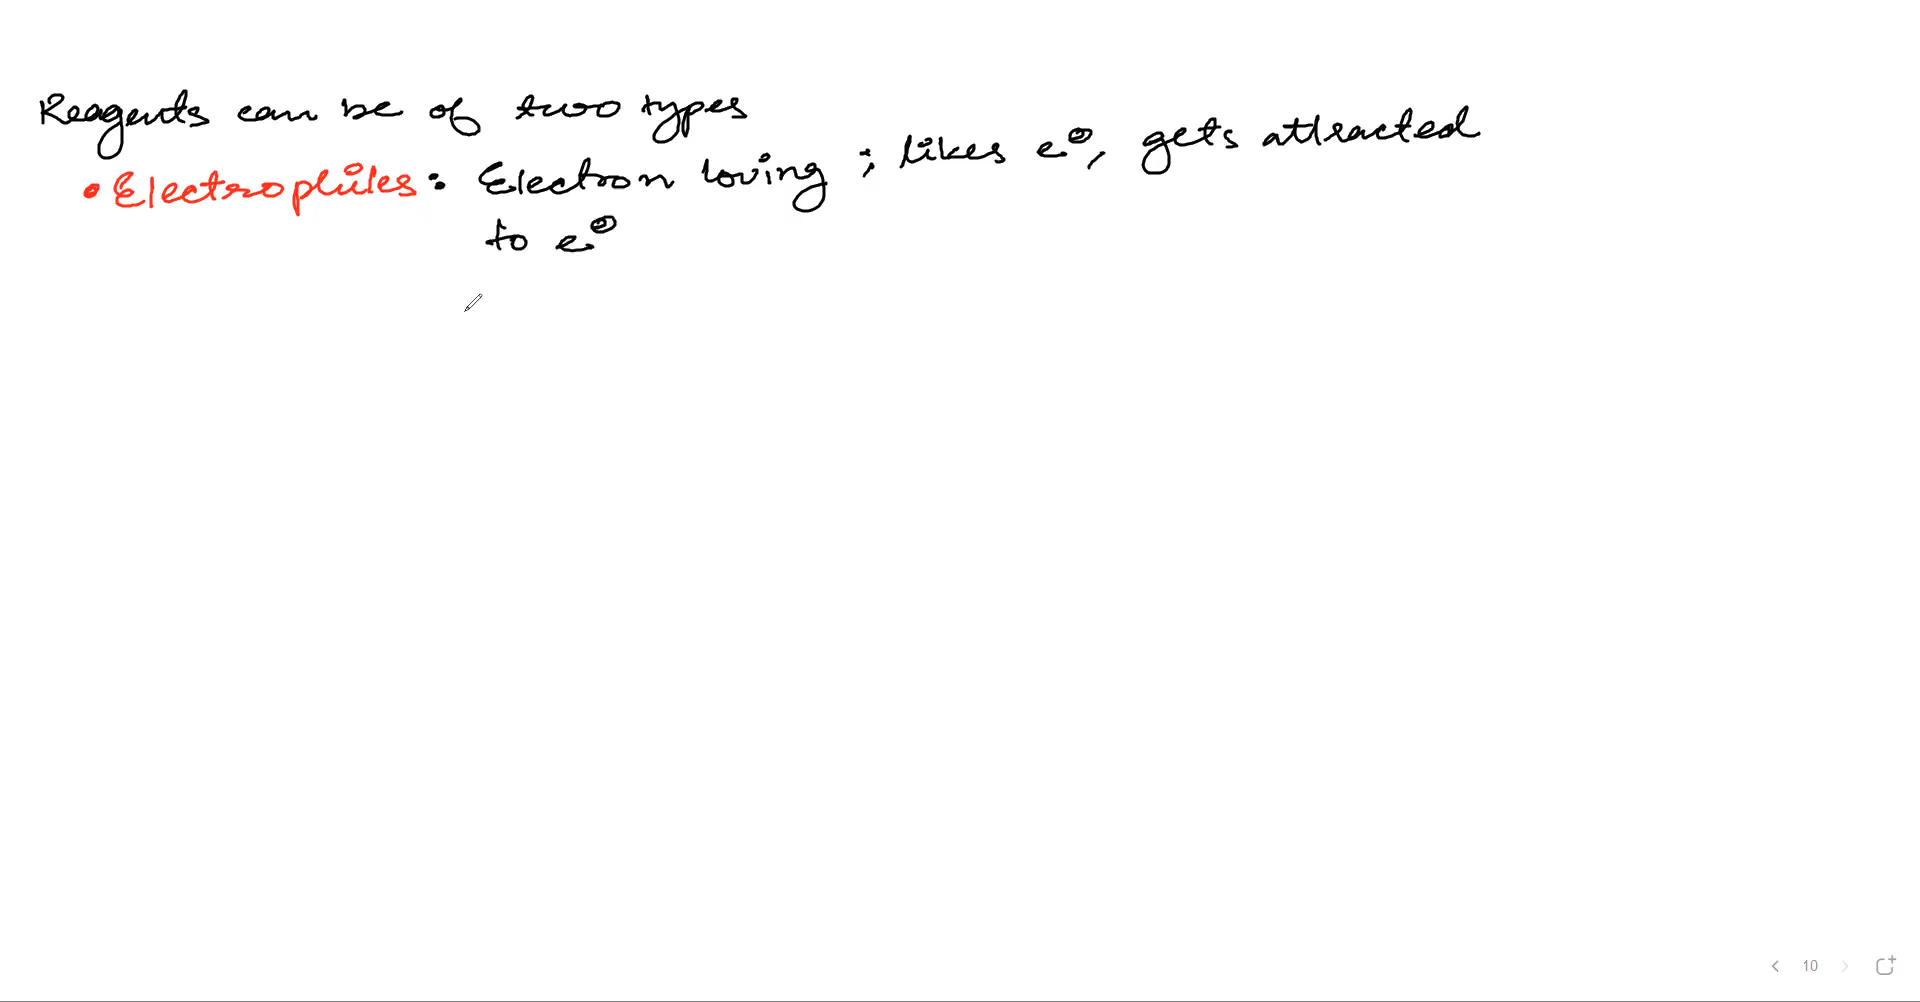 Reagents can be of two types
• Electrophiles: Electron loving ; likes e⊖, gets attracted
to e⊖
10